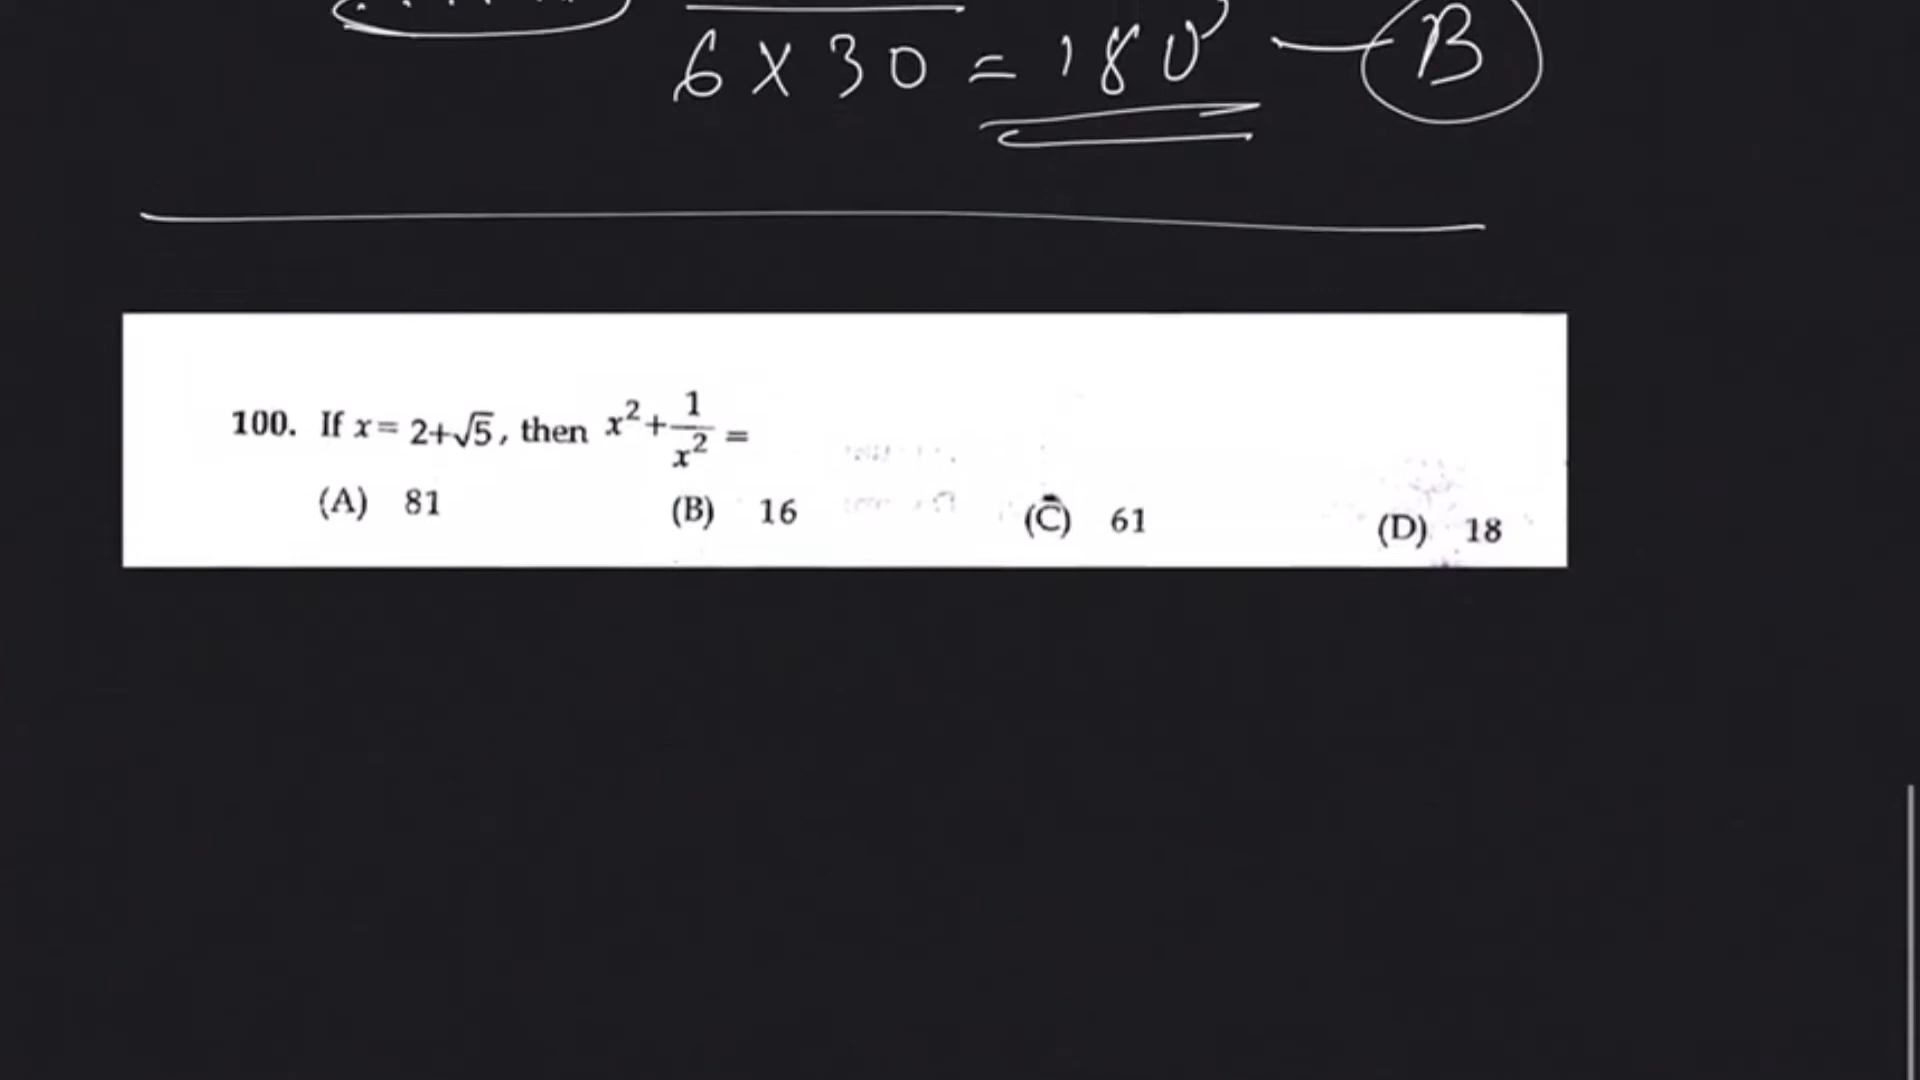 6 X 30 = 180° — B
100. If x = 2+√5, then x²+1/x² =
(A) 81 (B) 16 (C) 61 (D) 18